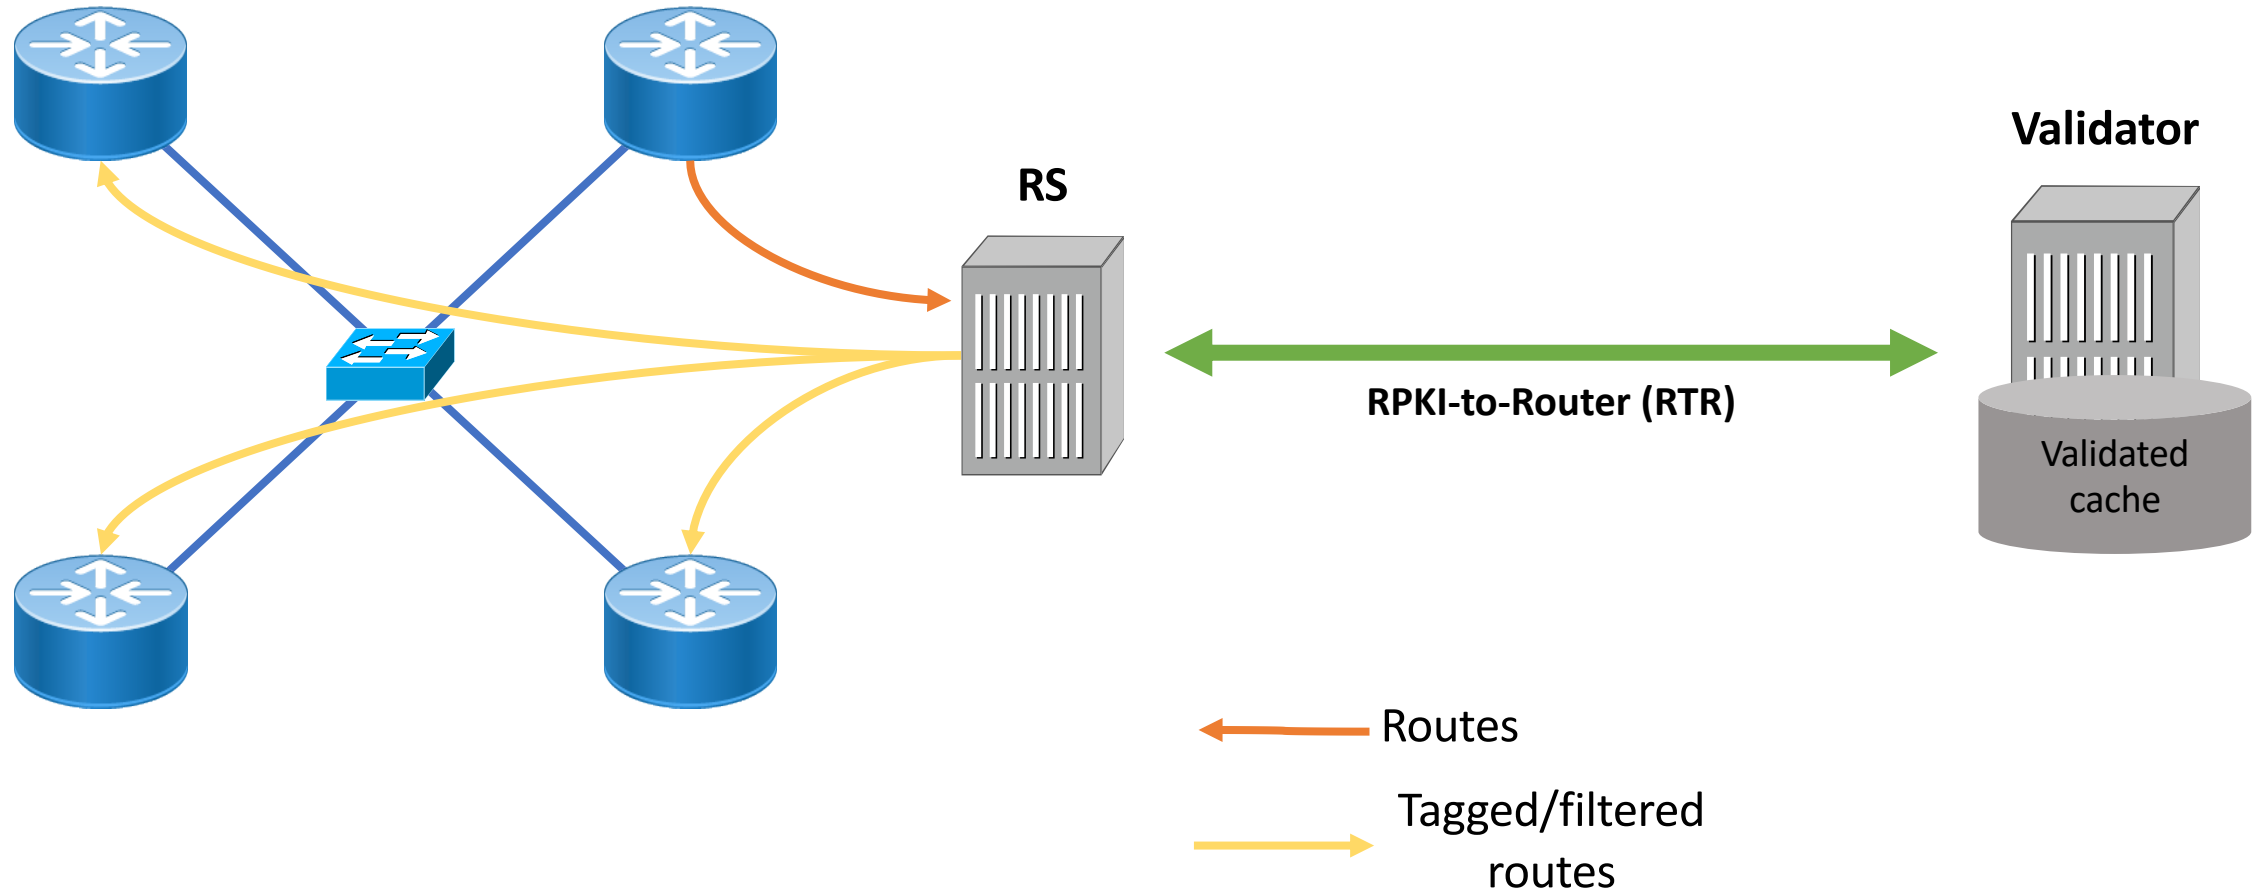 Validator
RS
RPKI-to-Router (RTR)
Validated
cache
Routes
Tagged/filtered
routes